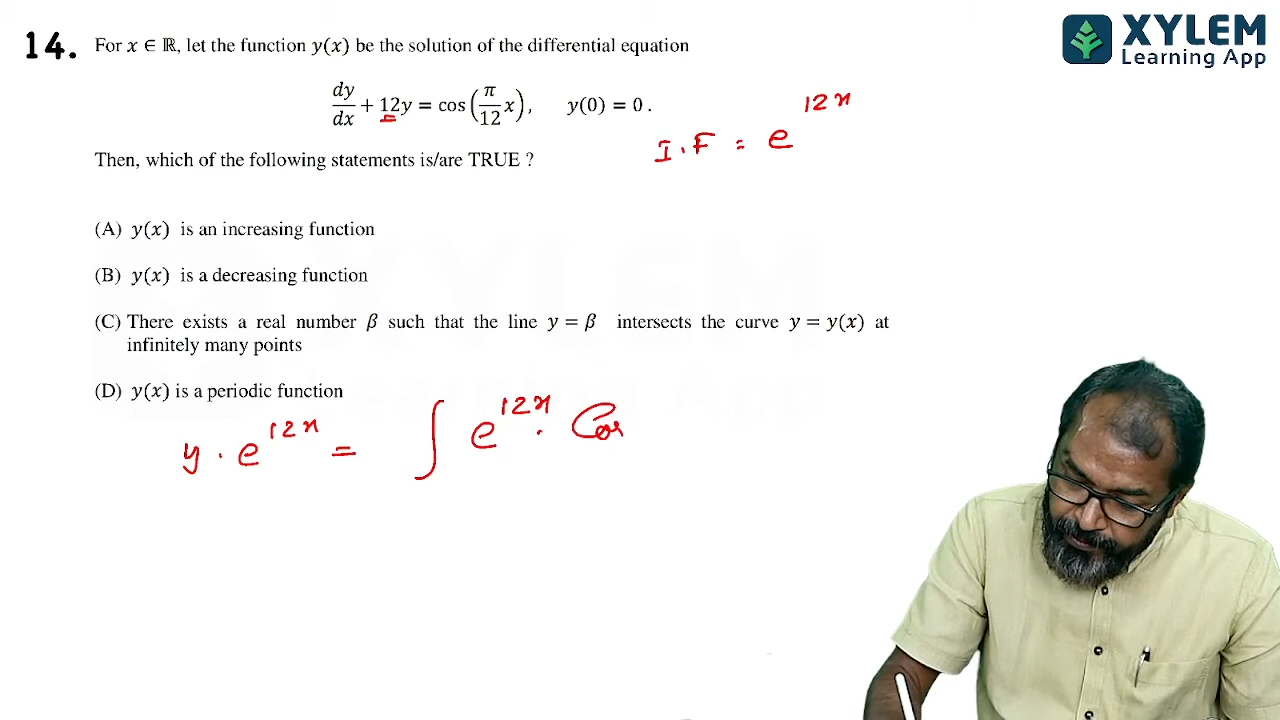 14. For x ∈ ℝ, let the function y(x) be the solution of the differential equation
XYLEM
Learning App
dy/dx + 12y = cos(π/12 x), y(0) = 0 .
I.F = e^{12x}
Then, which of the following statements is/are TRUE ?
(A) y(x) is an increasing function
(B) y(x) is a decreasing function
(C) There exists a real number β such that the line y = β intersects the curve y = y(x) at
infinitely many points
(D) y(x) is a periodic function
y . e^{12x} = ∫ e^{12x} . Cos
XYLEM
Learning App